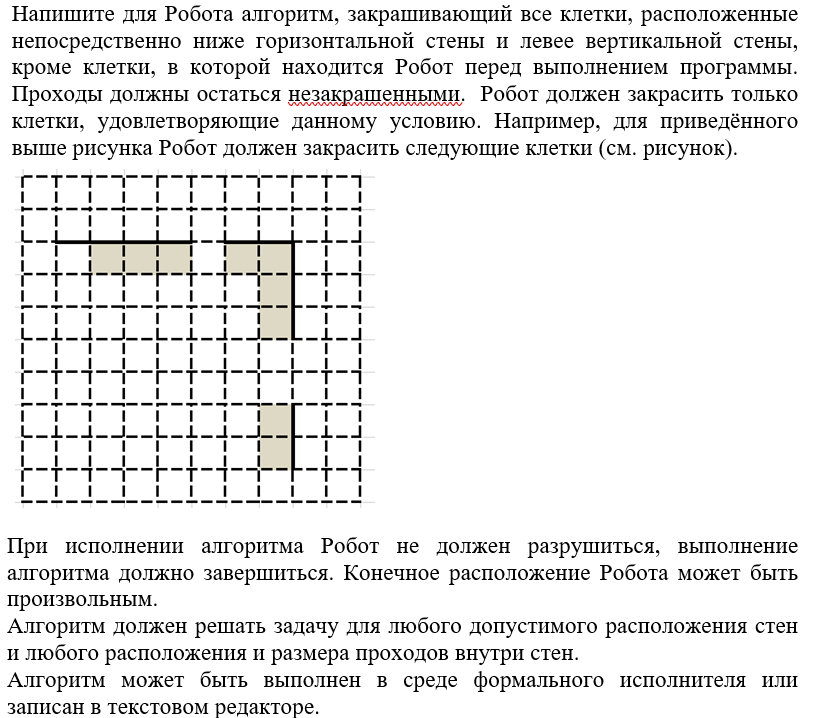 Напишите для Робота алгоритм, закрашивающий все клетки, расположенные
непосредственно ниже горизонтальной стены и левее вертикальной стены,
кроме клетки, в которой находится Робот перед выполнением программы.
Проходы должны остаться незакрашенными. Робот должен закрасить только
клетки, удовлетворяющие данному условию. Например, для приведённого
выше рисунка Робот должен закрасить следующие клетки (см. рисунок).
При исполнении алгоритма Робот не должен разрушиться, выполнение
алгоритма должно завершиться. Конечное расположение Робота может быть
произвольным.
Алгоритм должен решать задачу для любого допустимого расположения стен
и любого расположения и размера проходов внутри стен.
Алгоритм может быть выполнен в среде формального исполнителя или
записан в текстовом редакторе.